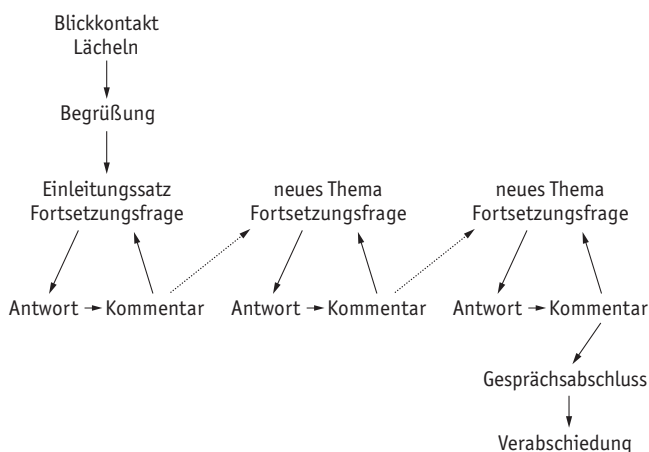 Blickkontakt
Lächeln
Begrüßung
Einleitungssatz
Fortsetzungsfrage
neues Thema
Fortsetzungsfrage
neues Thema
Fortsetzungsfrage
Antwort
Kommentar
Antwort
Kommentar
Antwort
Kommentar
Gesprächsabschluss
Verabschiedung